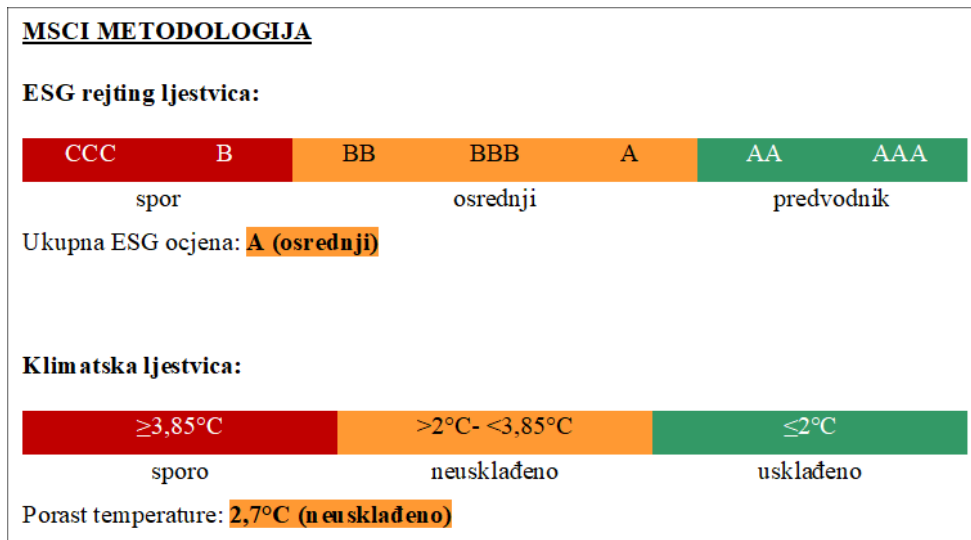 MSCI METODOLOGIJA
ESG rejting ljestvica:
CCC B BB BBB A AA AAA
spor osrednji predvodnik
Ukupna ESG ocjena: A (osrednji)
Klimatska ljestvica:
≥3,85°C >2°C- <3,85°C ≤2°C
sporo neusklađeno usklađeno
Porast temperature: 2,7°C (neusklađeno)